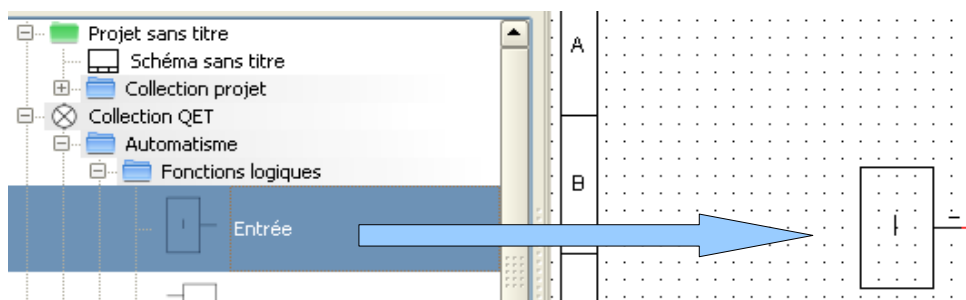 Projet sans titre
Schéma sans titre
Collection projet
Collection QET
Automatisme
Fonctions logiques
Entrée
A
B
I
I